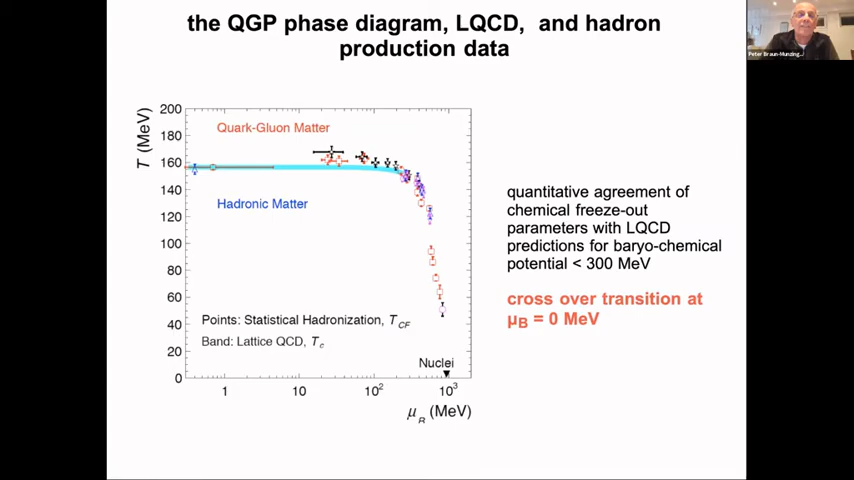 the QGP phase diagram, LQCD, and hadron
production data
Peter Braun-Munzing...
T (MeV)
200
180
160
140
120
100
80
60
40
20
0
Quark-Gluon Matter
Hadronic Matter
Points: Statistical Hadronization, T_CF
Band: Lattice QCD, T_c
Nuclei
1
10
10²
10³
μ_B (MeV)
quantitative agreement of
chemical freeze-out
parameters with LQCD
predictions for baryo-chemical
potential < 300 MeV
cross over transition at
μ_B = 0 MeV